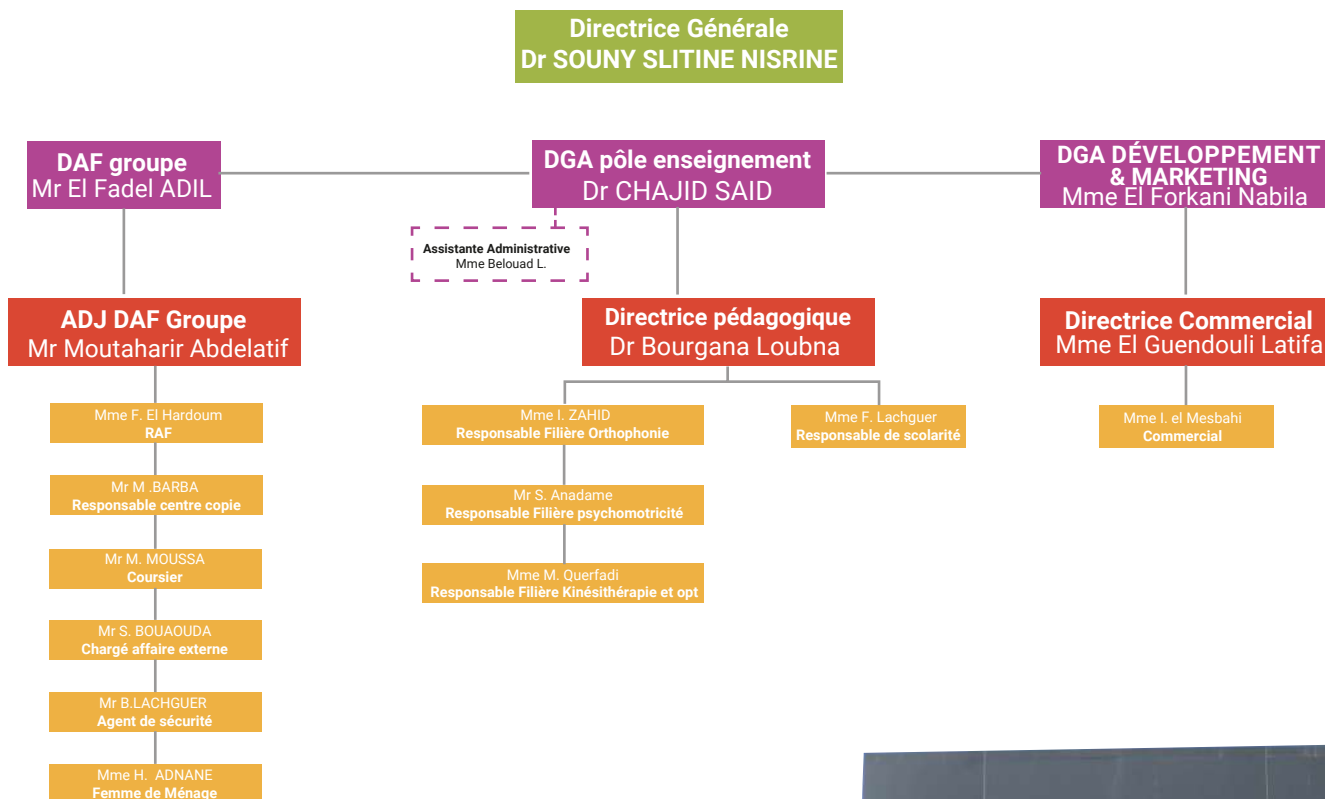 Directrice Générale
Dr SOUNY SLITINE NISRINE
DAF groupe
Mr El Fadel ADIL
DGA pôle enseignement
Dr CHAJID SAID
DGA DÉVELOPPEMENT
& MARKETING
Mme El Forkani Nabila
Assistante Administrative
Mme Belouad L.
ADJ DAF Groupe
Mr Moutaharir Abdelatif
Directrice pédagogique
Dr Bourgana Loubna
Directrice Commercial
Mme El Guendouli Latifa
Mme F. El Hardoum
RAF
Mr M .BARBA
Responsable centre copie
Mr M. MOUSSA
Coursier
Mr S. BOUAOUDA
Chargé affaire externe
Mr B.LACHGUER
Agent de sécurité
Mme H. ADNANE
Femme de Ménage
Mme I. ZAHID
Responsable Filière Orthophonie
Mr S. Anadame
Responsable Filière psychomotricité
Mme M. Querfadi
Responsable Filière Kinésithérapie et opt
Mme F. Lachguer
Responsable de scolarité
Mme I. el Mesbahi
Commercial